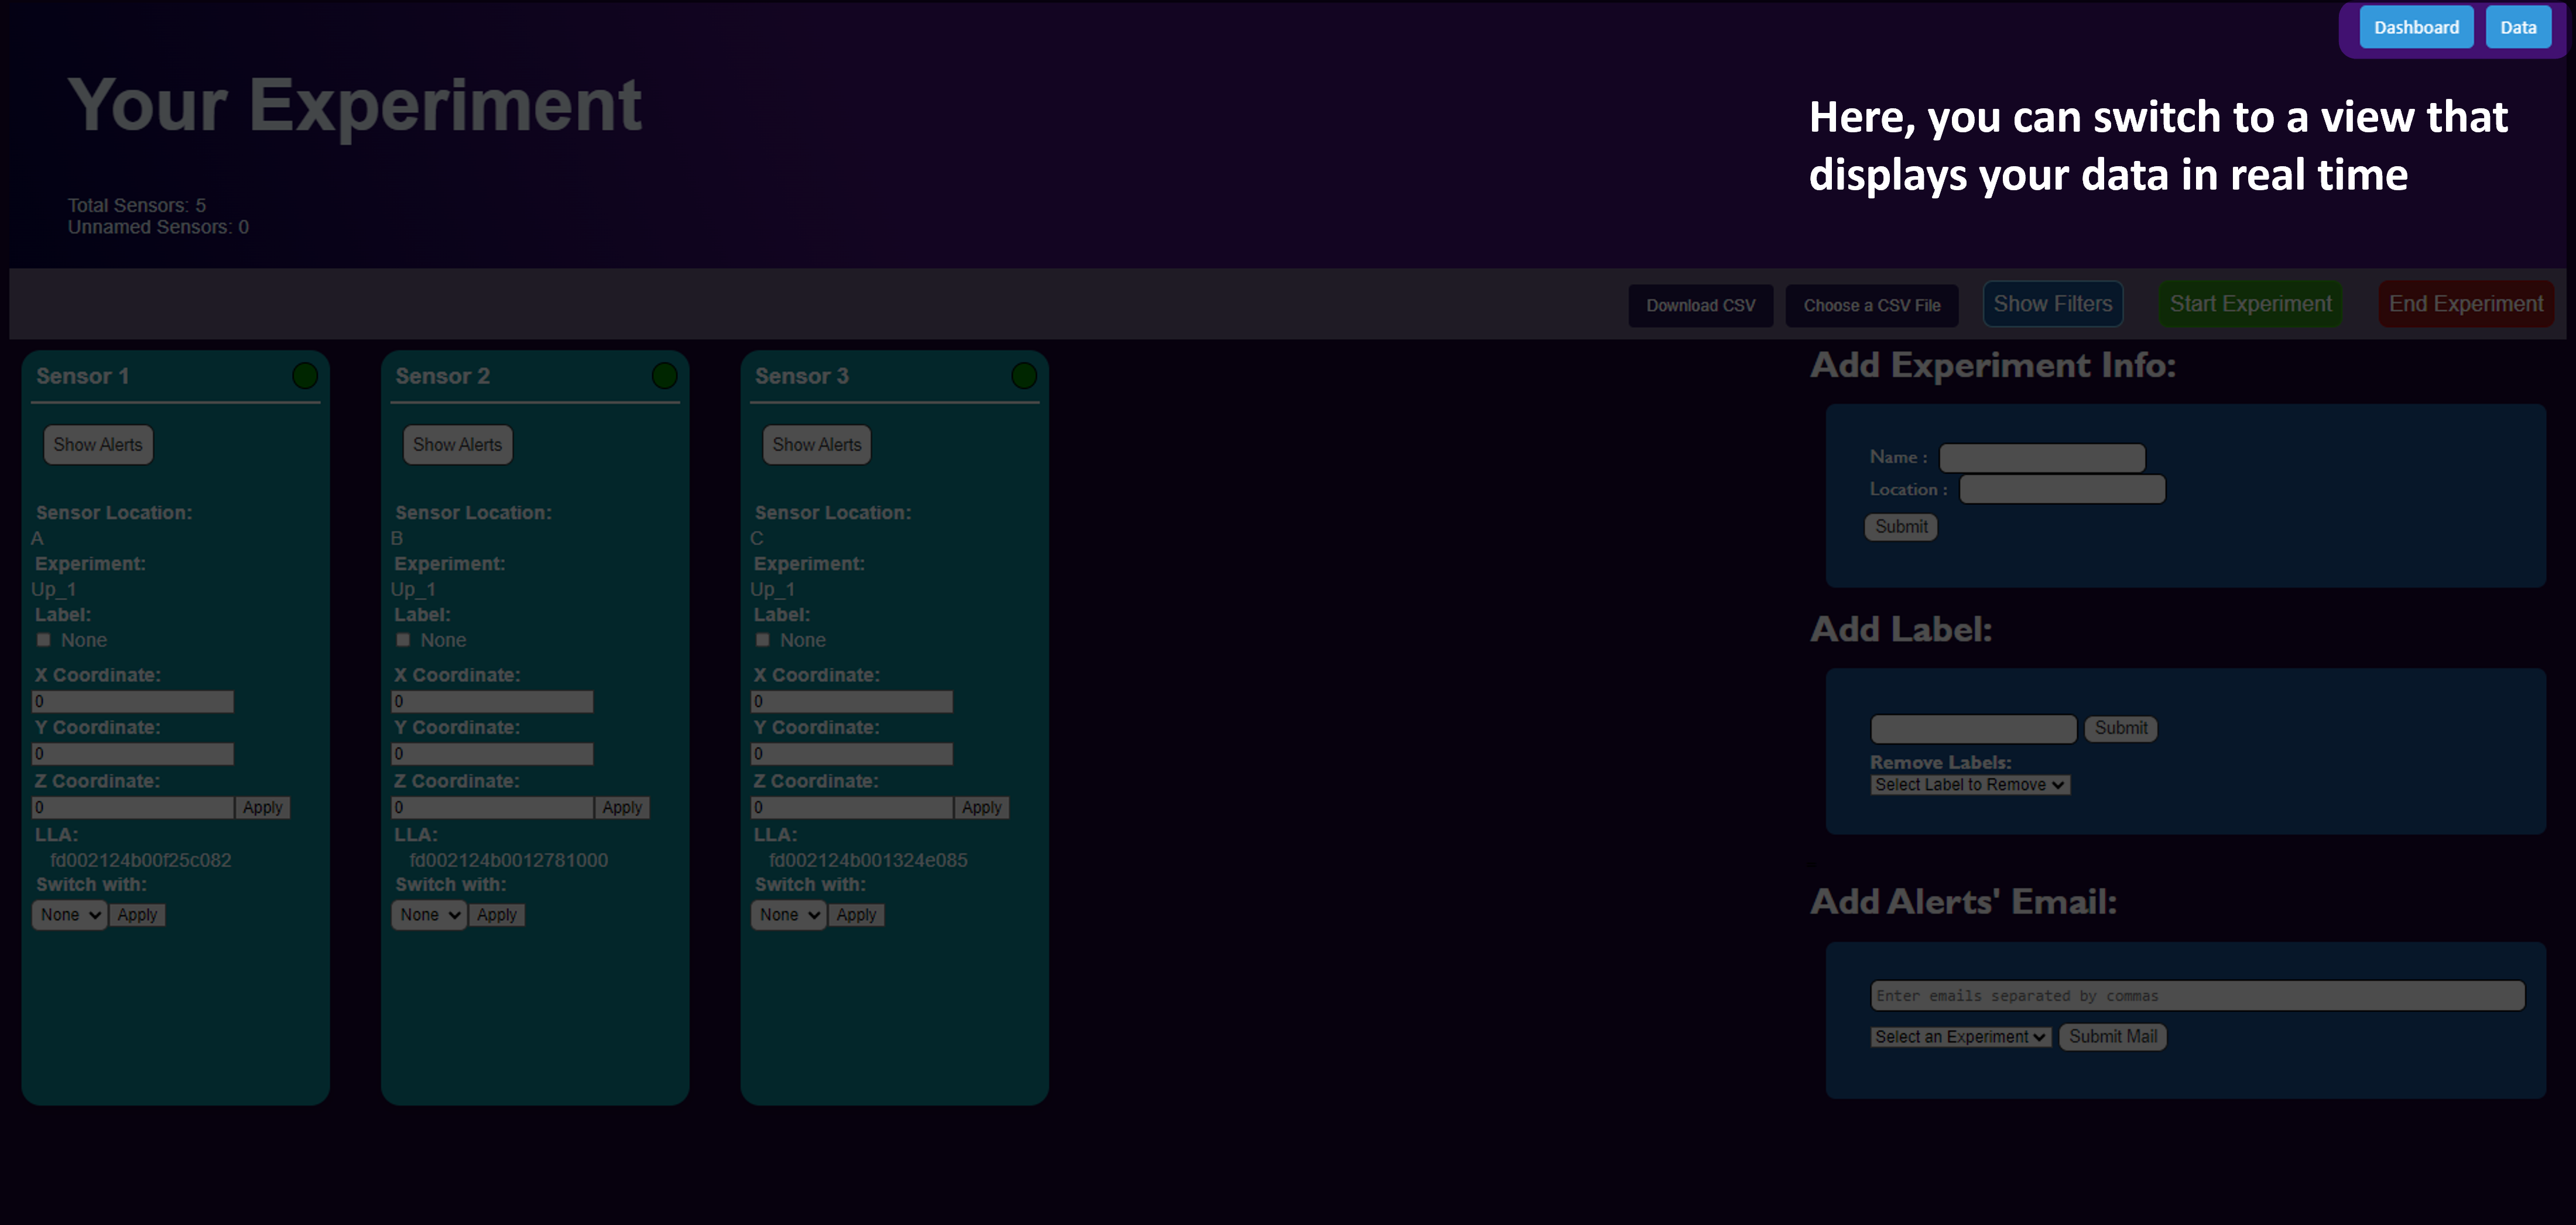 Dashboard Data
Your Experiment
Here, you can switch to a view that
displays your data in real time
Total Sensors: 5
Unnamed Sensors: 0
Download CSV Choose a CSV File Show Filters Start Experiment End Experiment
Sensor 1
Show Alerts
Sensor Location:
A
Experiment:
Up_1
Label:
None
X Coordinate:
0
Y Coordinate:
0
Z Coordinate:
0 Apply
LLA:
fd002124b00f25c082
Switch with:
None Apply
Sensor 2
Show Alerts
Sensor Location:
B
Experiment:
Up_1
Label:
None
X Coordinate:
0
Y Coordinate:
0
Z Coordinate:
0 Apply
LLA:
fd002124b0012781000
Switch with:
None Apply
Sensor 3
Show Alerts
Sensor Location:
C
Experiment:
Up_1
Label:
None
X Coordinate:
0
Y Coordinate:
0
Z Coordinate:
0 Apply
LLA:
fd002124b001324e085
Switch with:
None Apply
Add Experiment Info:
Name :
Location :
Submit
Add Label:
Submit
Remove Labels:
Select Label to Remove
Add Alerts' Email:
Enter emails separated by commas
Select an Experiment Submit Mail